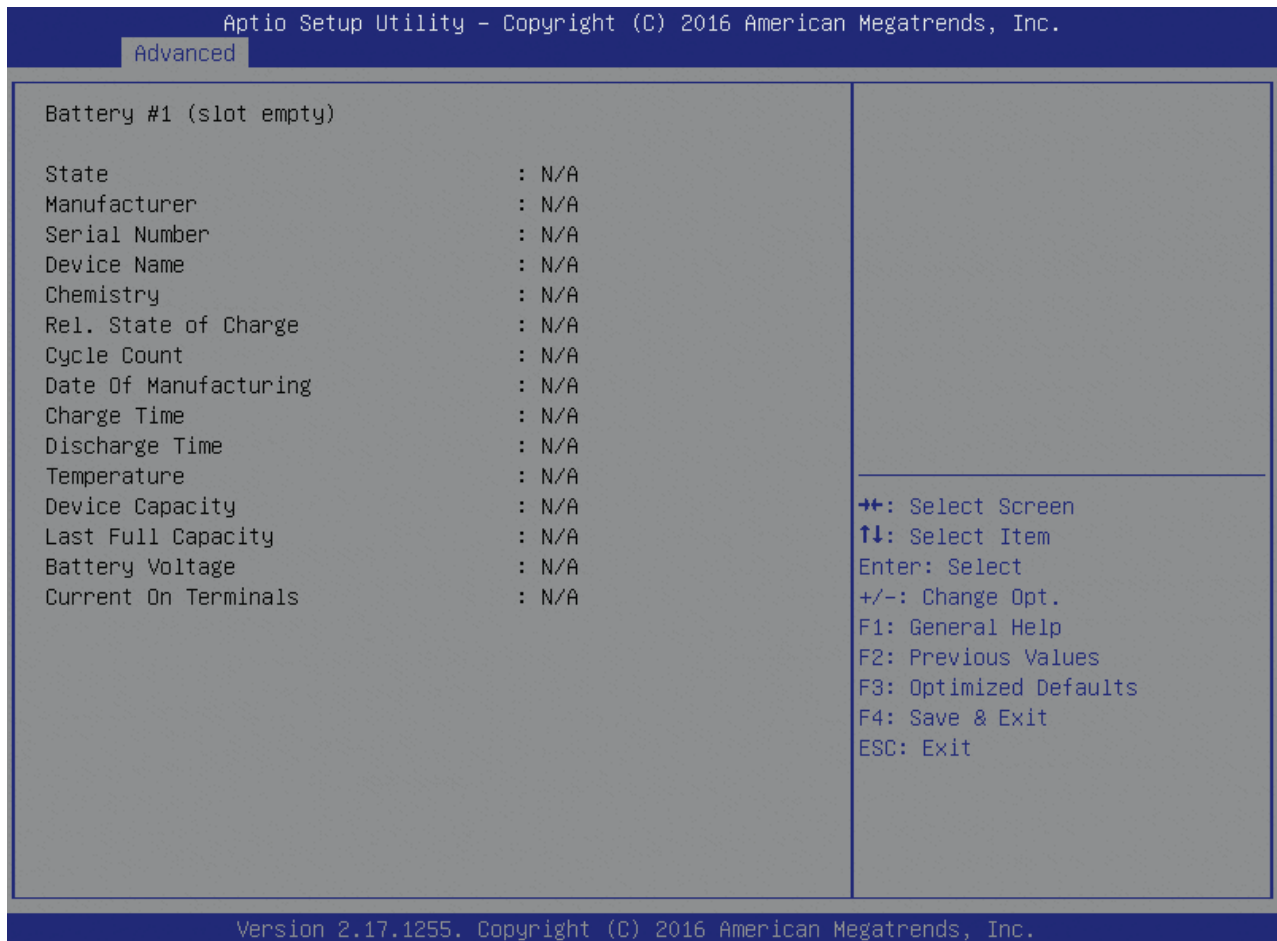 Aptio Setup Utility – Copyright (C) 2016 American Megatrends, Inc.
Advanced
Battery #1 (slot empty)
State : N/A
Manufacturer : N/A
Serial Number : N/A
Device Name : N/A
Chemistry : N/A
Rel. State of Charge : N/A
Cycle Count : N/A
Date Of Manufacturing : N/A
Charge Time : N/A
Discharge Time : N/A
Temperature : N/A
Device Capacity : N/A
Last Full Capacity : N/A
Battery Voltage : N/A
Current On Terminals : N/A
→←: Select Screen
↑↓: Select Item
Enter: Select
+/-: Change Opt.
F1: General Help
F2: Previous Values
F3: Optimized Defaults
F4: Save & Exit
ESC: Exit
Version 2.17.1255. Copyright (C) 2016 American Megatrends, Inc.